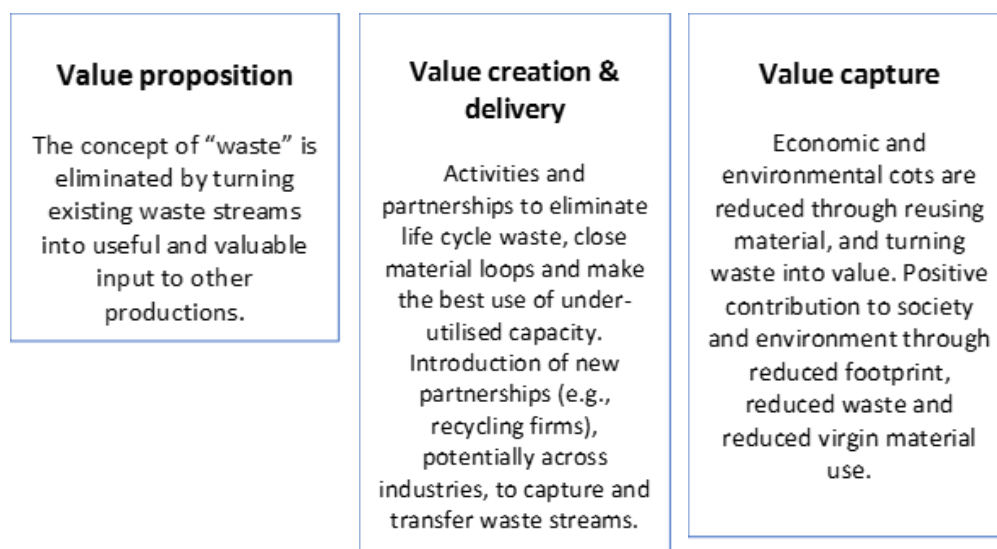 Value proposition
The concept of “waste” is
eliminated by turning
existing waste streams
into useful and valuable
input to other
productions.
Value creation &
delivery
Activities and
partnerships to eliminate
life cycle waste, close
material loops and make
the best use of under-
utilised capacity.
Introduction of new
partnerships (e.g.,
recycling firms),
potentially across
industries, to capture and
transfer waste streams.
Value capture
Economic and
environmental cots are
reduced through reusing
material, and turning
waste into value. Positive
contribution to society
and environment through
reduced footprint,
reduced waste and
reduced virgin material
use.